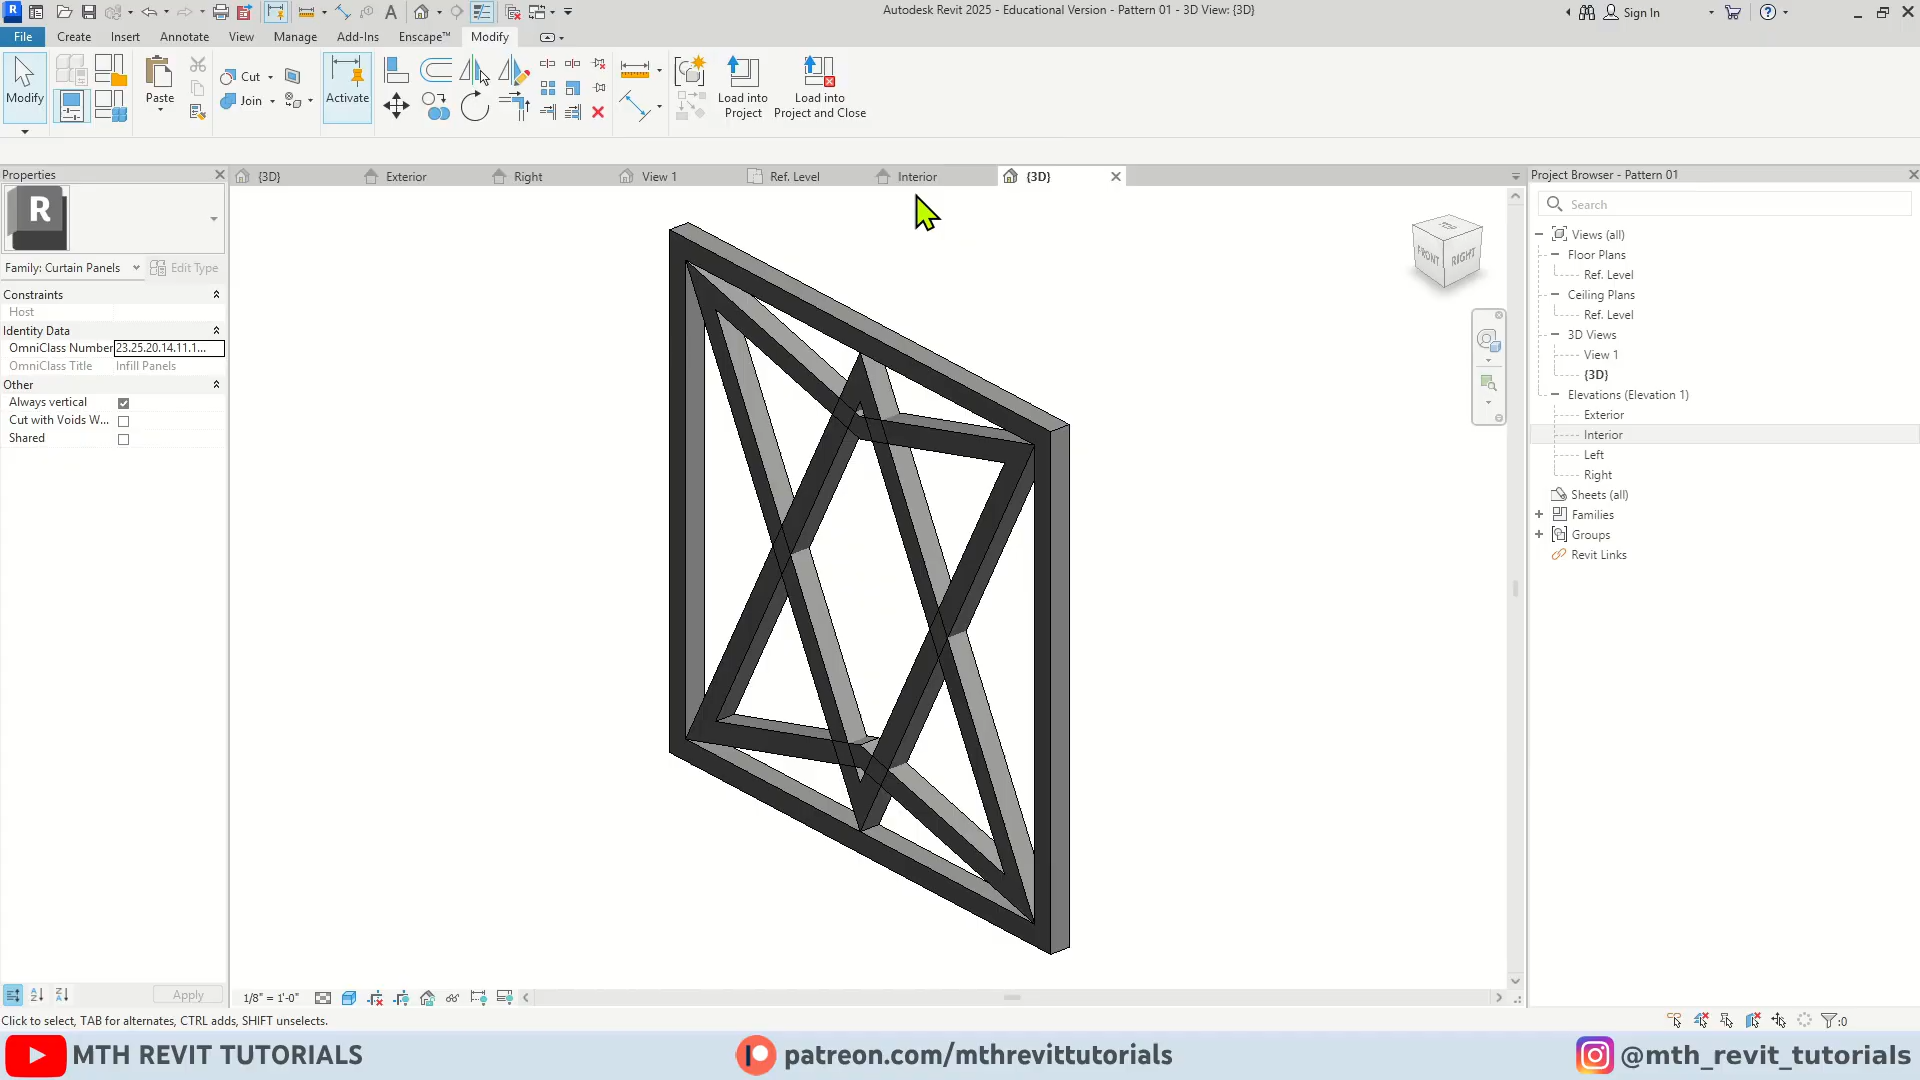 Autodesk Revit 2025 - Educational Version - Pattern 01 - 3D View: {3D}
Sign In
File Create Insert Annotate View Manage Add-Ins Enscape™ Modify
Modify
Paste
Cut
Join
Activate
Load into
Project
Load into
Project and Close
Properties
{3D} Exterior Right View 1 Ref. Level Interior {3D}
Project Browser - Pattern 01
R
Family: Curtain Panels Edit Type
Constraints
Host
Identity Data
OmniClass Number 23.25.20.14.11.1...
OmniClass Title Infill Panels
Other
Always vertical
Cut with Voids W...
Shared
Apply
TOP
FRONT RIGHT
Search
Views (all)
Floor Plans
Ref. Level
Ceiling Plans
Ref. Level
3D Views
View 1
{3D}
Elevations (Elevation 1)
Exterior
Interior
Left
Right
Sheets (all)
Families
Groups
Revit Links
1/8" = 1'-0"
Click to select, TAB for alternates, CTRL adds, SHIFT unselects.
:0
MTH REVIT TUTORIALS
patreon.com/mthrevittutorials
@mth_revit_tutorials